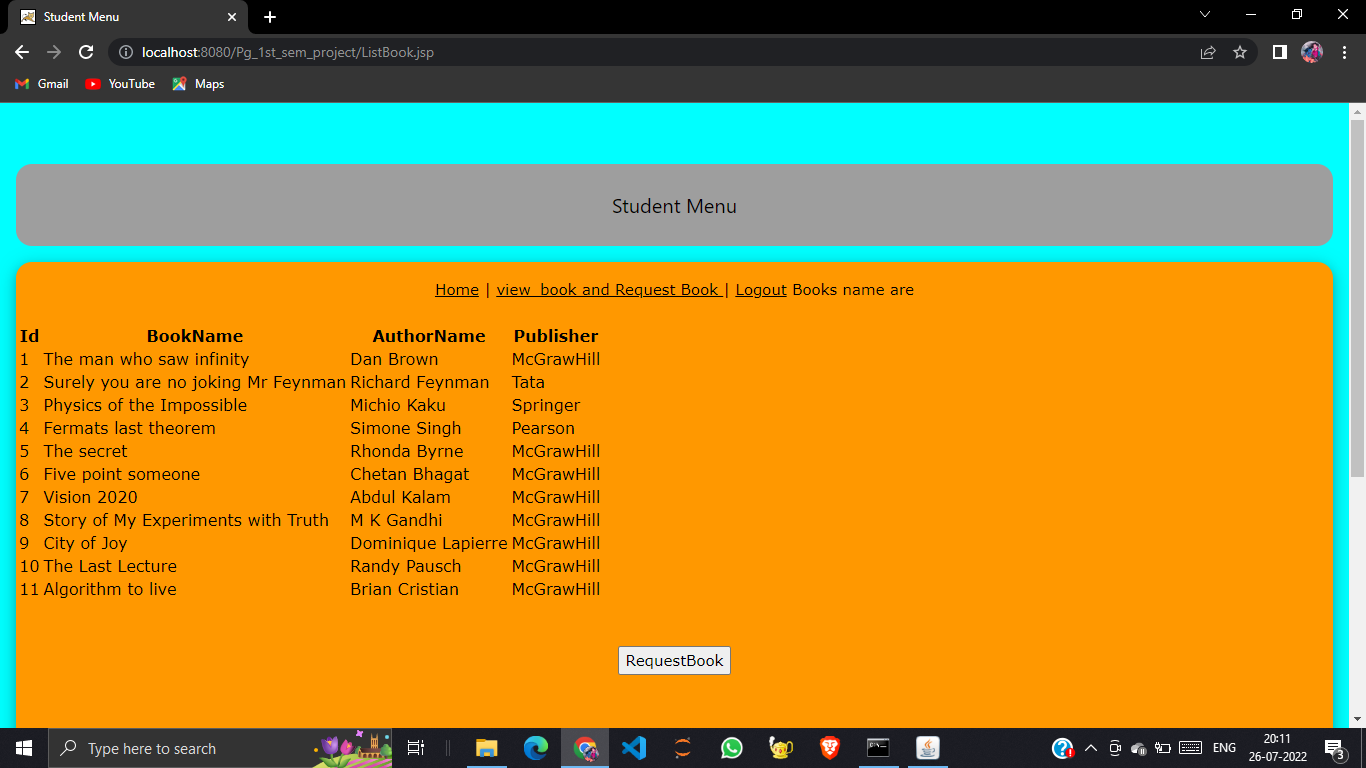 Student Menu
localhost:8080/Pg_1st_sem_project/ListBook.jsp
Gmail YouTube Maps
Student Menu
Home | view book and Request Book | Logout Books name are
Id BookName AuthorName Publisher
1 The man who saw infinity Dan Brown McGrawHill
2 Surely you are no joking Mr Feynman Richard Feynman Tata
3 Physics of the Impossible Michio Kaku Springer
4 Fermats last theorem Simone Singh Pearson
5 The secret Rhonda Byrne McGrawHill
6 Five point someone Chetan Bhagat McGrawHill
7 Vision 2020 Abdul Kalam McGrawHill
8 Story of My Experiments with Truth M K Gandhi McGrawHill
9 City of Joy Dominique Lapierre McGrawHill
10 The Last Lecture Randy Pausch McGrawHill
11 Algorithm to live Brian Cristian McGrawHill
RequestBook
Type here to search
ENG
20:11
26-07-2022
3